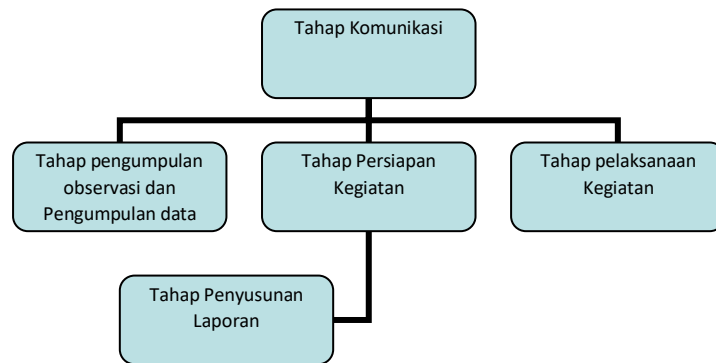 Tahap Komunikasi
Tahap pengumpulan
observasi dan
Pengumpulan data
Tahap Persiapan
Kegiatan
Tahap pelaksanaan
Kegiatan
Tahap Penyusunan
Laporan